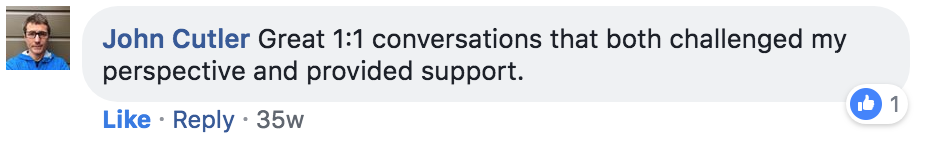 John Cutler Great 1:1 conversations that both challenged my
perspective and provided support.
Like · Reply · 35w
1